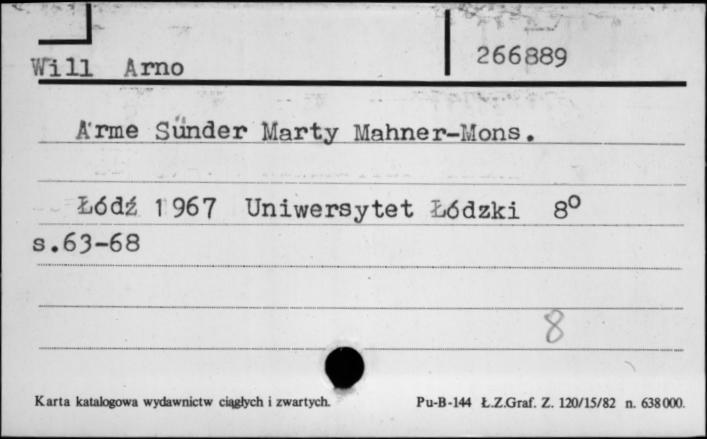 Will Arno
266889
Arme Sünder Marty Mahner-Mons.
Łódź 1967 Uniwersytet Łódzki 8º
s.63-68
8
Karta katalogowa wydawnictw ciągłych i zwartych.
Pu-B-144 Ł.Z.Graf. Z. 120/15/82 n. 638000.